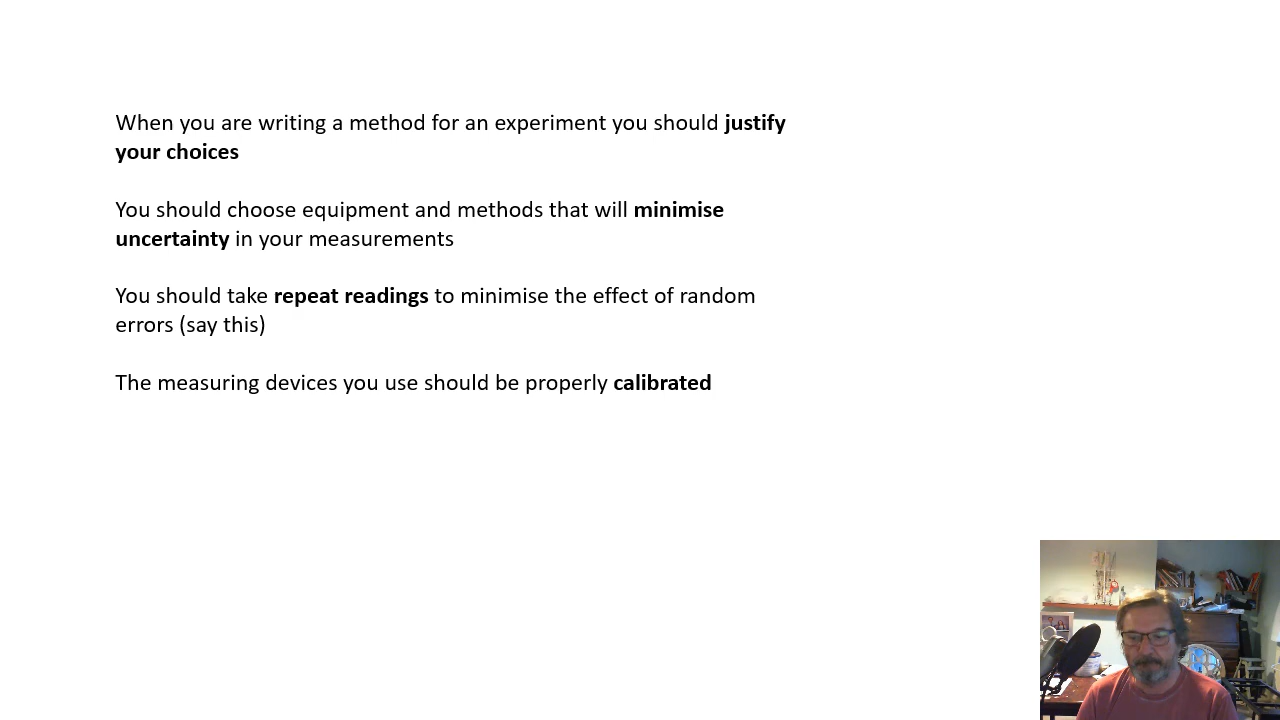 When you are writing a method for an experiment you should justify
your choices
You should choose equipment and methods that will minimise
uncertainty in your measurements
You should take repeat readings to minimise the effect of random
errors (say this)
The measuring devices you use should be properly calibrated